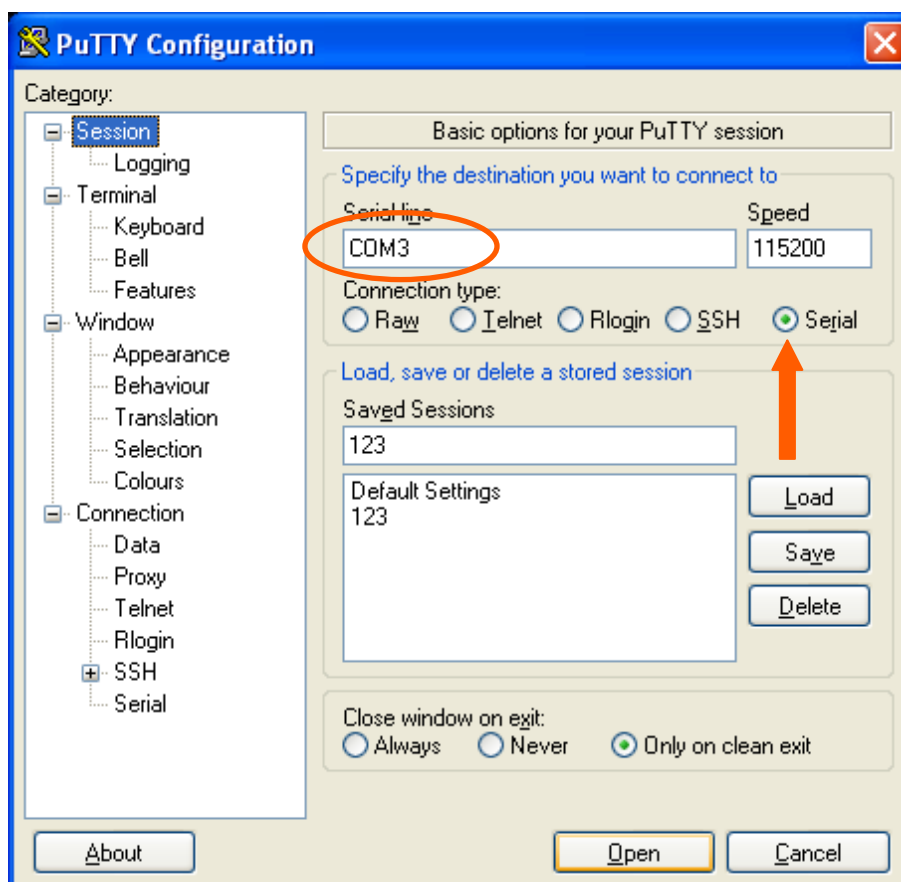 PuTTY Configuration
Category:
Session
Logging
Terminal
Keyboard
Bell
Features
Window
Appearance
Behaviour
Translation
Selection
Colours
Connection
Data
Proxy
Telnet
Rlogin
SSH
Serial
Basic options for your PuTTY session
Specify the destination you want to connect to
Serial line Speed
COM3 115200
Connection type:
Raw Telnet Rlogin SSH Serial
Load, save or delete a stored session
Saved Sessions
123
Default Settings
123
Load
Save
Delete
Close window on exit:
Always Never Only on clean exit
About Open Cancel